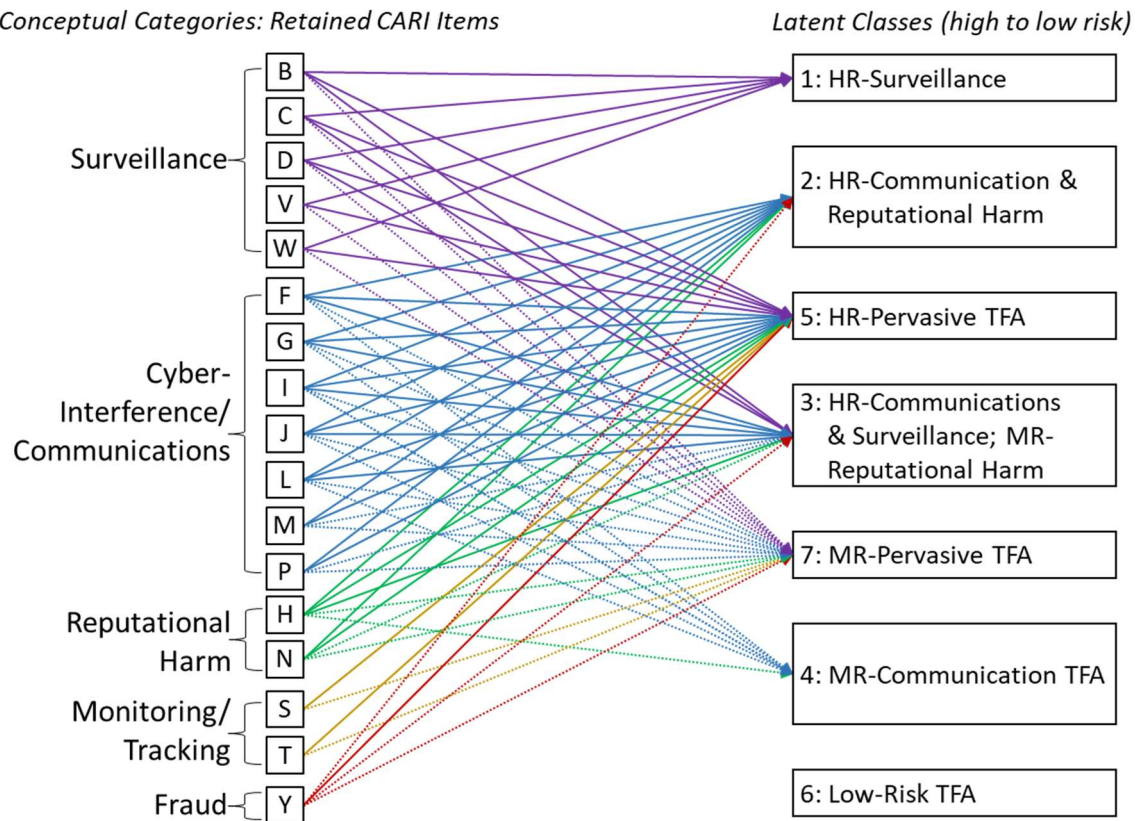 Conceptual Categories: Retained CARI Items
Surveillance
B
C
D
V
W
Cyber-
Interference/
Communications
F
G
I
J
L
M
P
Reputational
Harm
H
N
Monitoring/
Tracking
S
T
Fraud
Y
Latent Classes (high to low risk)
1: HR-Surveillance
2: HR-Communication &
Reputational Harm
5: HR-Pervasive TFA
3: HR-Communications
& Surveillance; MR-
Reputational Harm
7: MR-Pervasive TFA
4: MR-Communication TFA
6: Low-Risk TFA